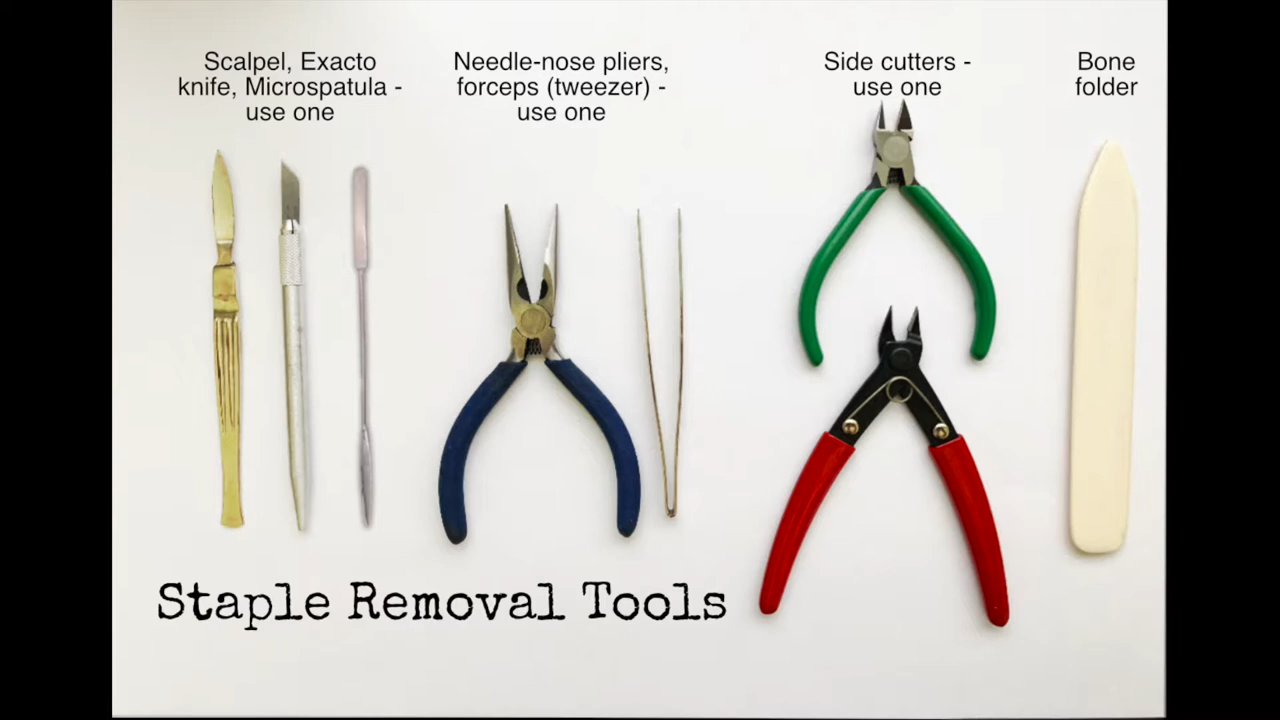 Scalpel, Exacto
knife, Microspatula -
use one
Needle-nose pliers,
forceps (tweezer) -
use one
Side cutters -
use one
Bone
folder
Staple Removal Tools